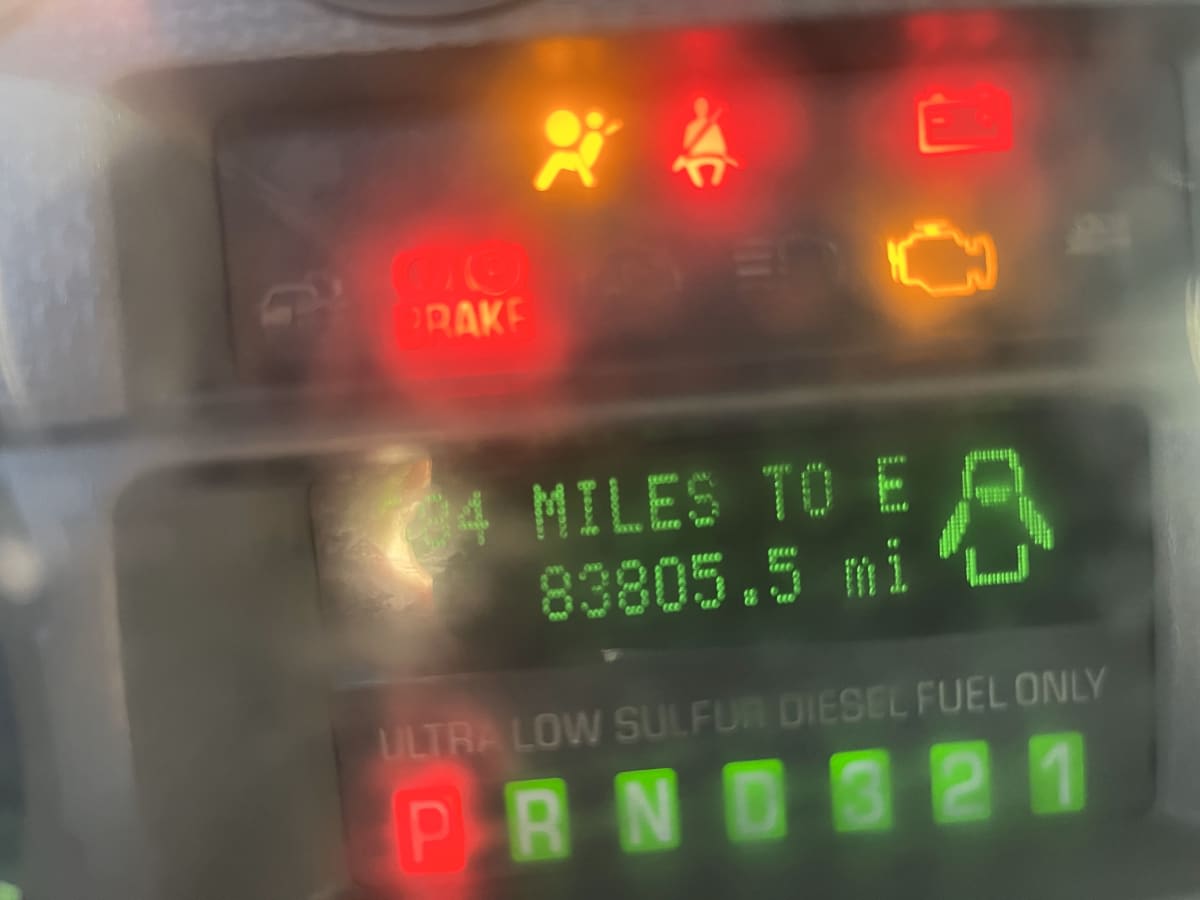 BRAKE
MILES TO E
83805.5 mi
ULTRA LOW SULFUR DIESEL FUEL ONLY
P R N D 3 2 1